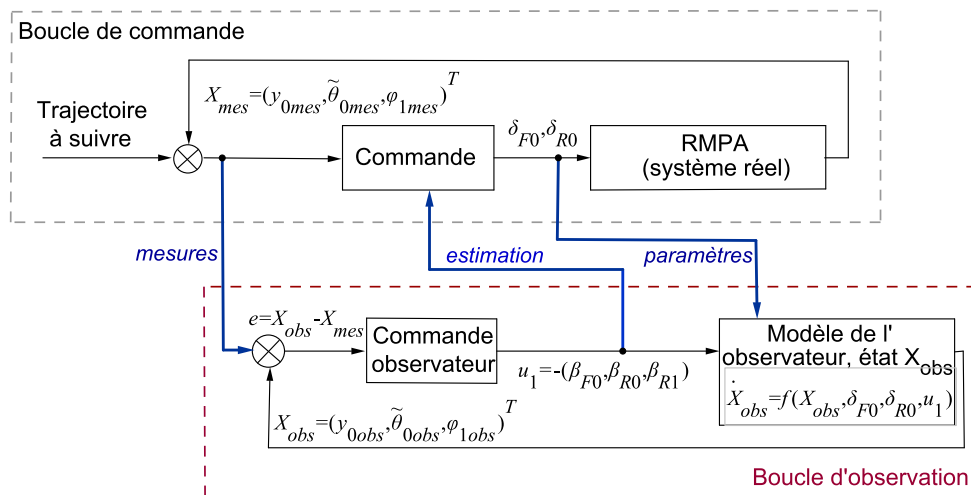 Boucle de commande
X_mes=(y_0mes,θ̃_0mes,φ_1mes)^T
Trajectoire
à suivre
Commande
δ_F0,δ_R0
RMPA
(système réel)
mesures
estimation
paramètres
e=X_obs-X_mes
Commande
observateur
u_1=-(β_F0,β_R0,β_R1)
Modèle de l'
observateur, état X_obs
Ẋ_obs=f(X_obs,δ_F0,δ_R0,u_1)
X_obs=(y_0obs,θ̃_0obs,φ_1obs)^T
Boucle d'observation